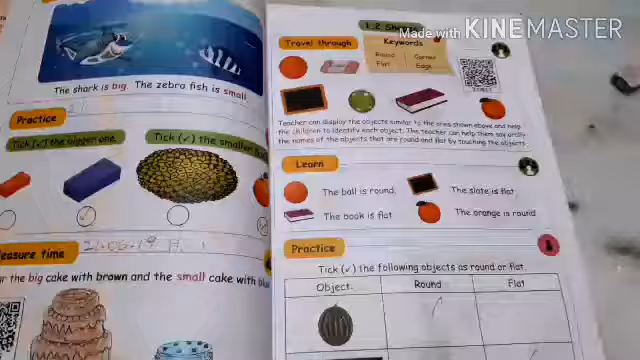 Made with KINEMASTER
The shark is big. The zebra fish is small.
Practice
Tick (✓) the bigger one.
Tick (✓) the smaller
easure time
the big cake with brown and the small cake with
1.2
Travel through
Keywords
Round
Corner
Flat
Edge
Teacher can display the objects similar to the ones shown above and help
the children to identify each object. The teacher can help them say orally
the names of the objects that are round and flat by touching the objects.
Learn
The ball is round.
The slate is flat
The book is flat
The orange is round
Practice
Tick (✓) the following objects as round or flat.
Object
Round
Flat